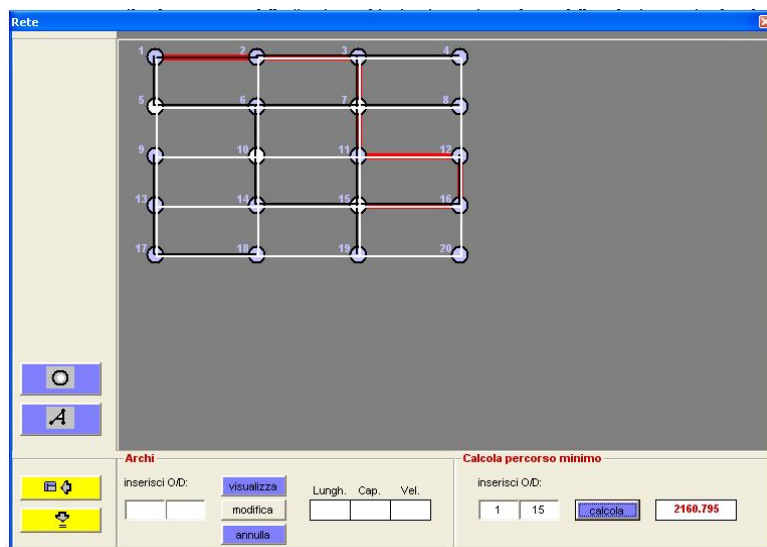 Rete
1 2 3 4
5 6 7 8
9 10 11 12
13 14 15 16
17 18 19 20
Archi
inserisci O/D:
visualizza
modifica
annulla
Lungh. Cap. Vel.
Calcola percorso minimo
inserisci O/D:
1 15 calcola 2160.795